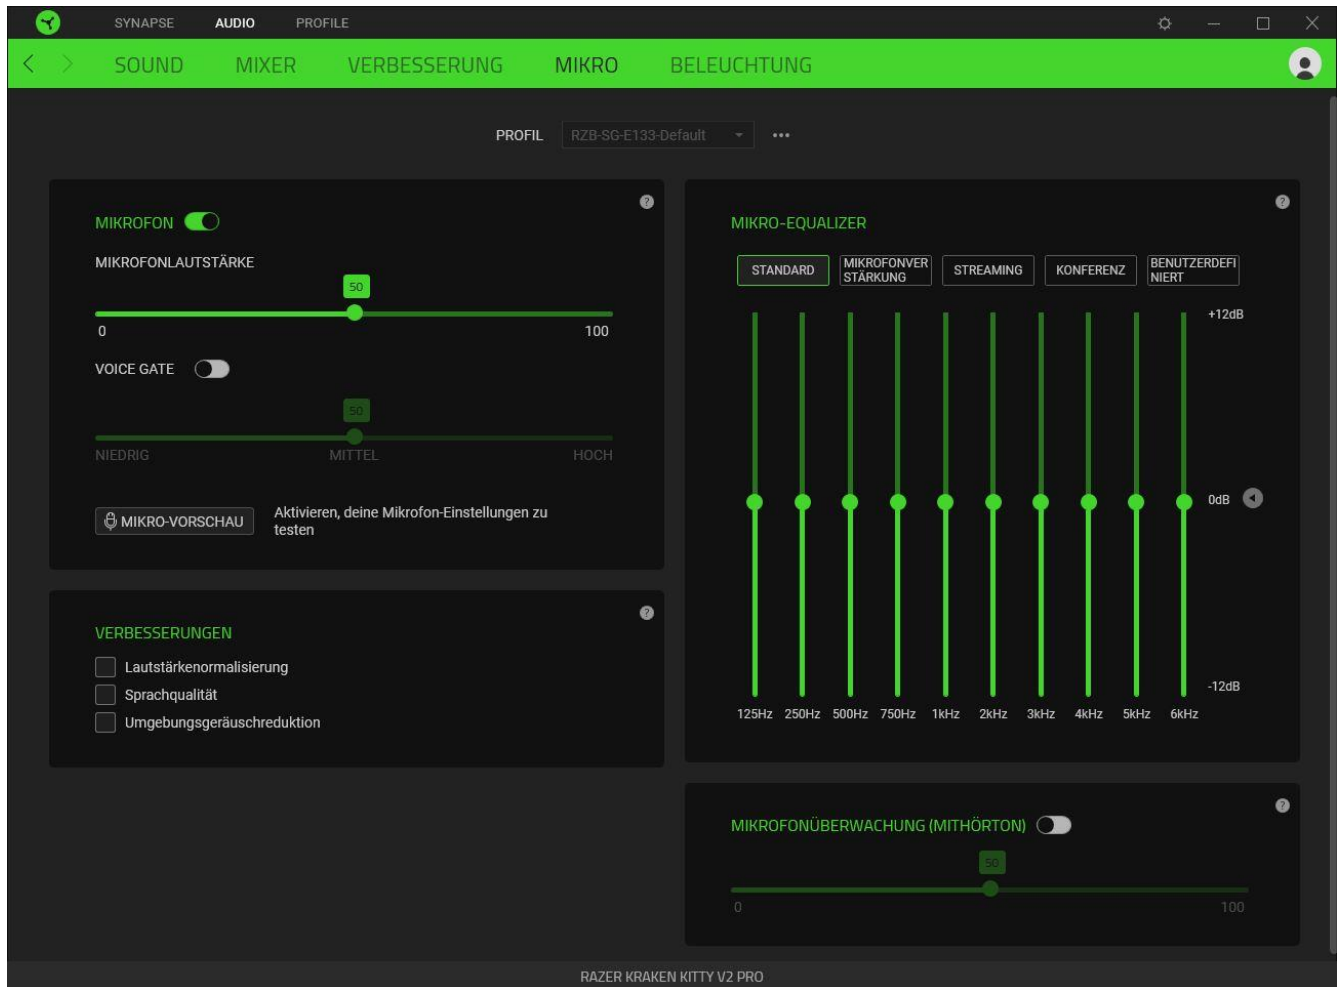 SYNAPSE AUDIO PROFILE
SOUND MIXER VERBESSERUNG MIKRO BELEUCHTUNG
PROFIL RZB-SG-E133-Default
MIKROFON
MIKROFONLAUTSTÄRKE
50
0 100
VOICE GATE
50
NIEDRIG MITTEL HOCH
MIKRO-VORSCHAU
Aktivieren, deine Mikrofon-Einstellungen zu
testen
VERBESSERUNGEN
Lautstärkenormalisierung
Sprachqualität
Umgebungsgeräuschreduktion
MIKRO-EQUALIZER
STANDARD
MIKROFONVER
STÄRKUNG
STREAMING
KONFERENZ
BENUTZERDEFI
NIERT
+12dB
0dB
-12dB
125Hz 250Hz 500Hz 750Hz 1kHz 2kHz 3kHz 4kHz 5kHz 6kHz
MIKROFONÜBERWACHUNG (MITHÖRTON)
50
0 100
RAZER KRAKEN KITTY V2 PRO